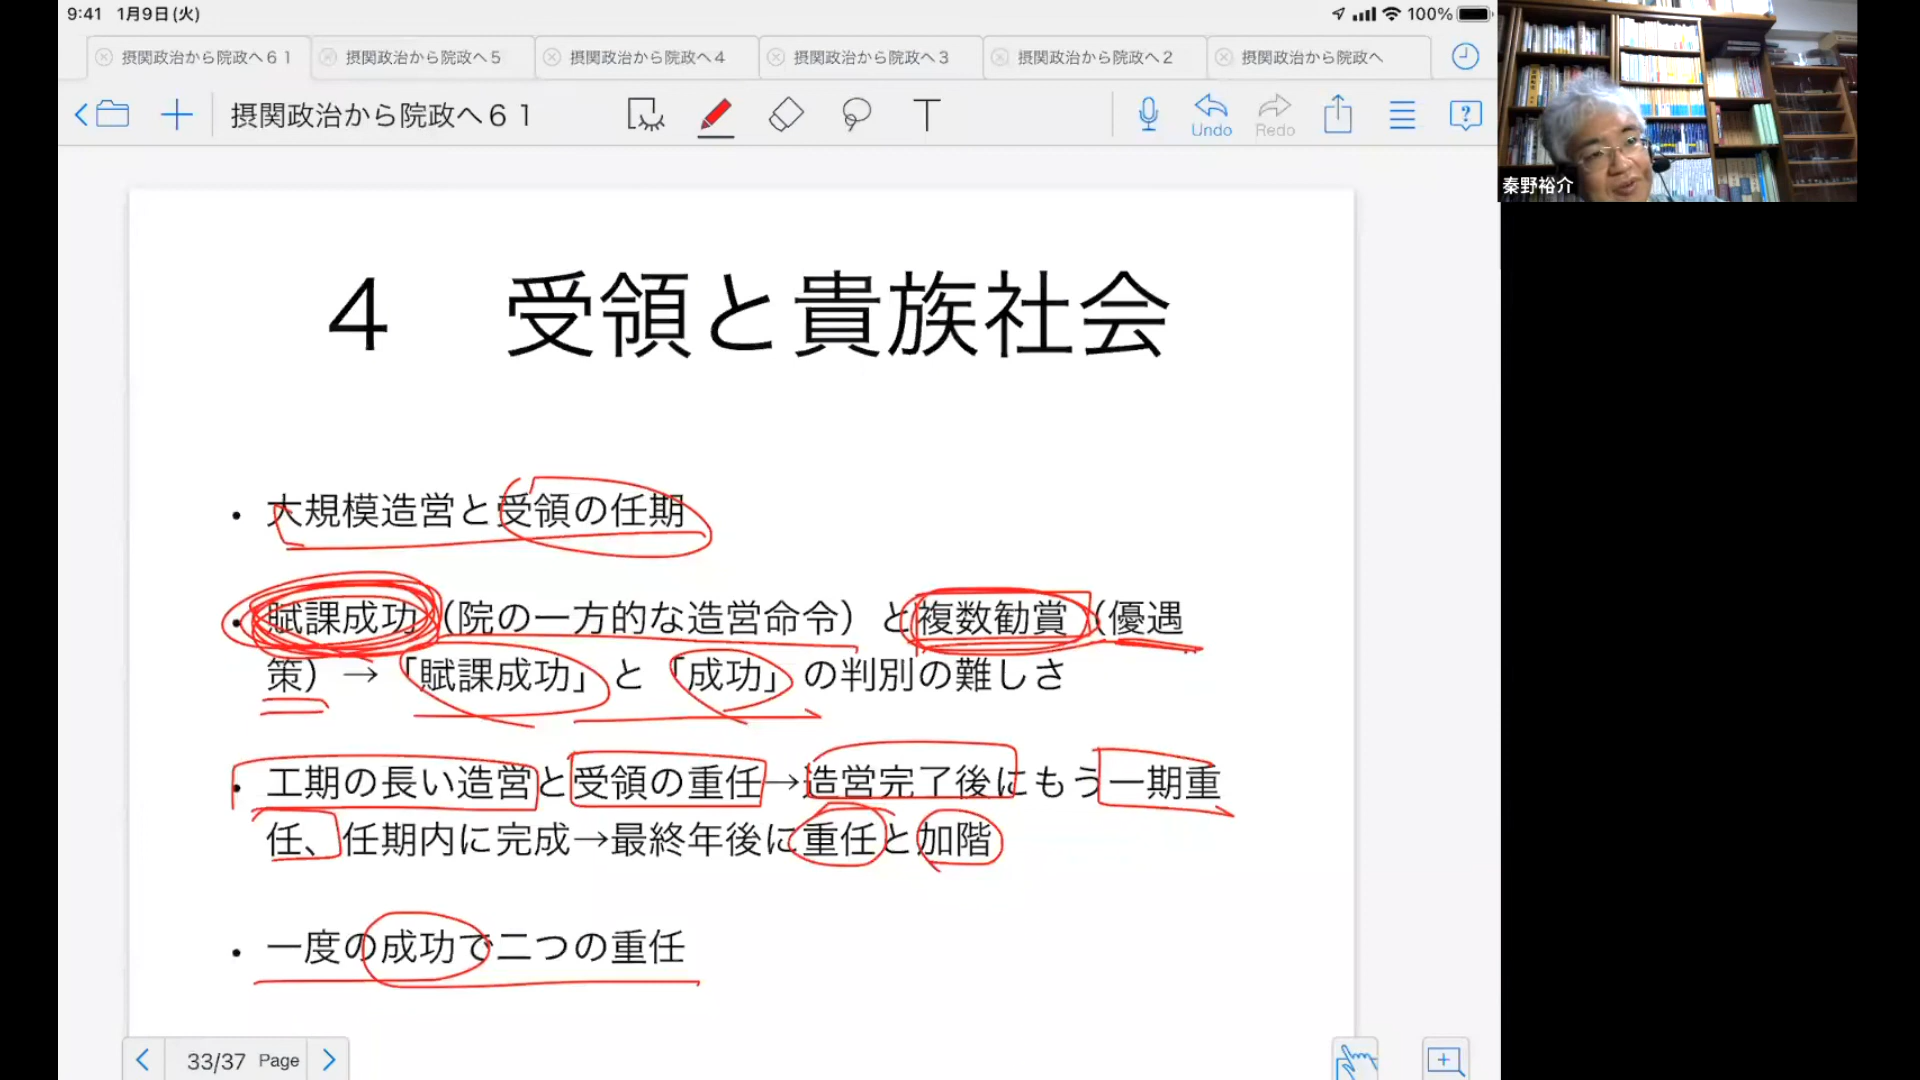 9:41 1月9日(火)
100%
摂関政治から院政へ61
摂関政治から院政へ5
摂関政治から院政へ4
摂関政治から院政へ3
摂関政治から院政へ2
摂関政治から院政へ
摂関政治から院政へ61
T
Undo
Redo
?
秦野裕介
4 受領と貴族社会
• 大規模造営と受領の任期
• 賦課成功（院の一方的な造営命令）と複数勧賞（優遇
策）→「賦課成功」と「成功」の判別の難しさ
• 工期の長い造営と受領の重任→造営完了後にもう一期重
任、任期内に完成→最終年後に重任と加階
• 一度の成功で二つの重任
33/37 Page